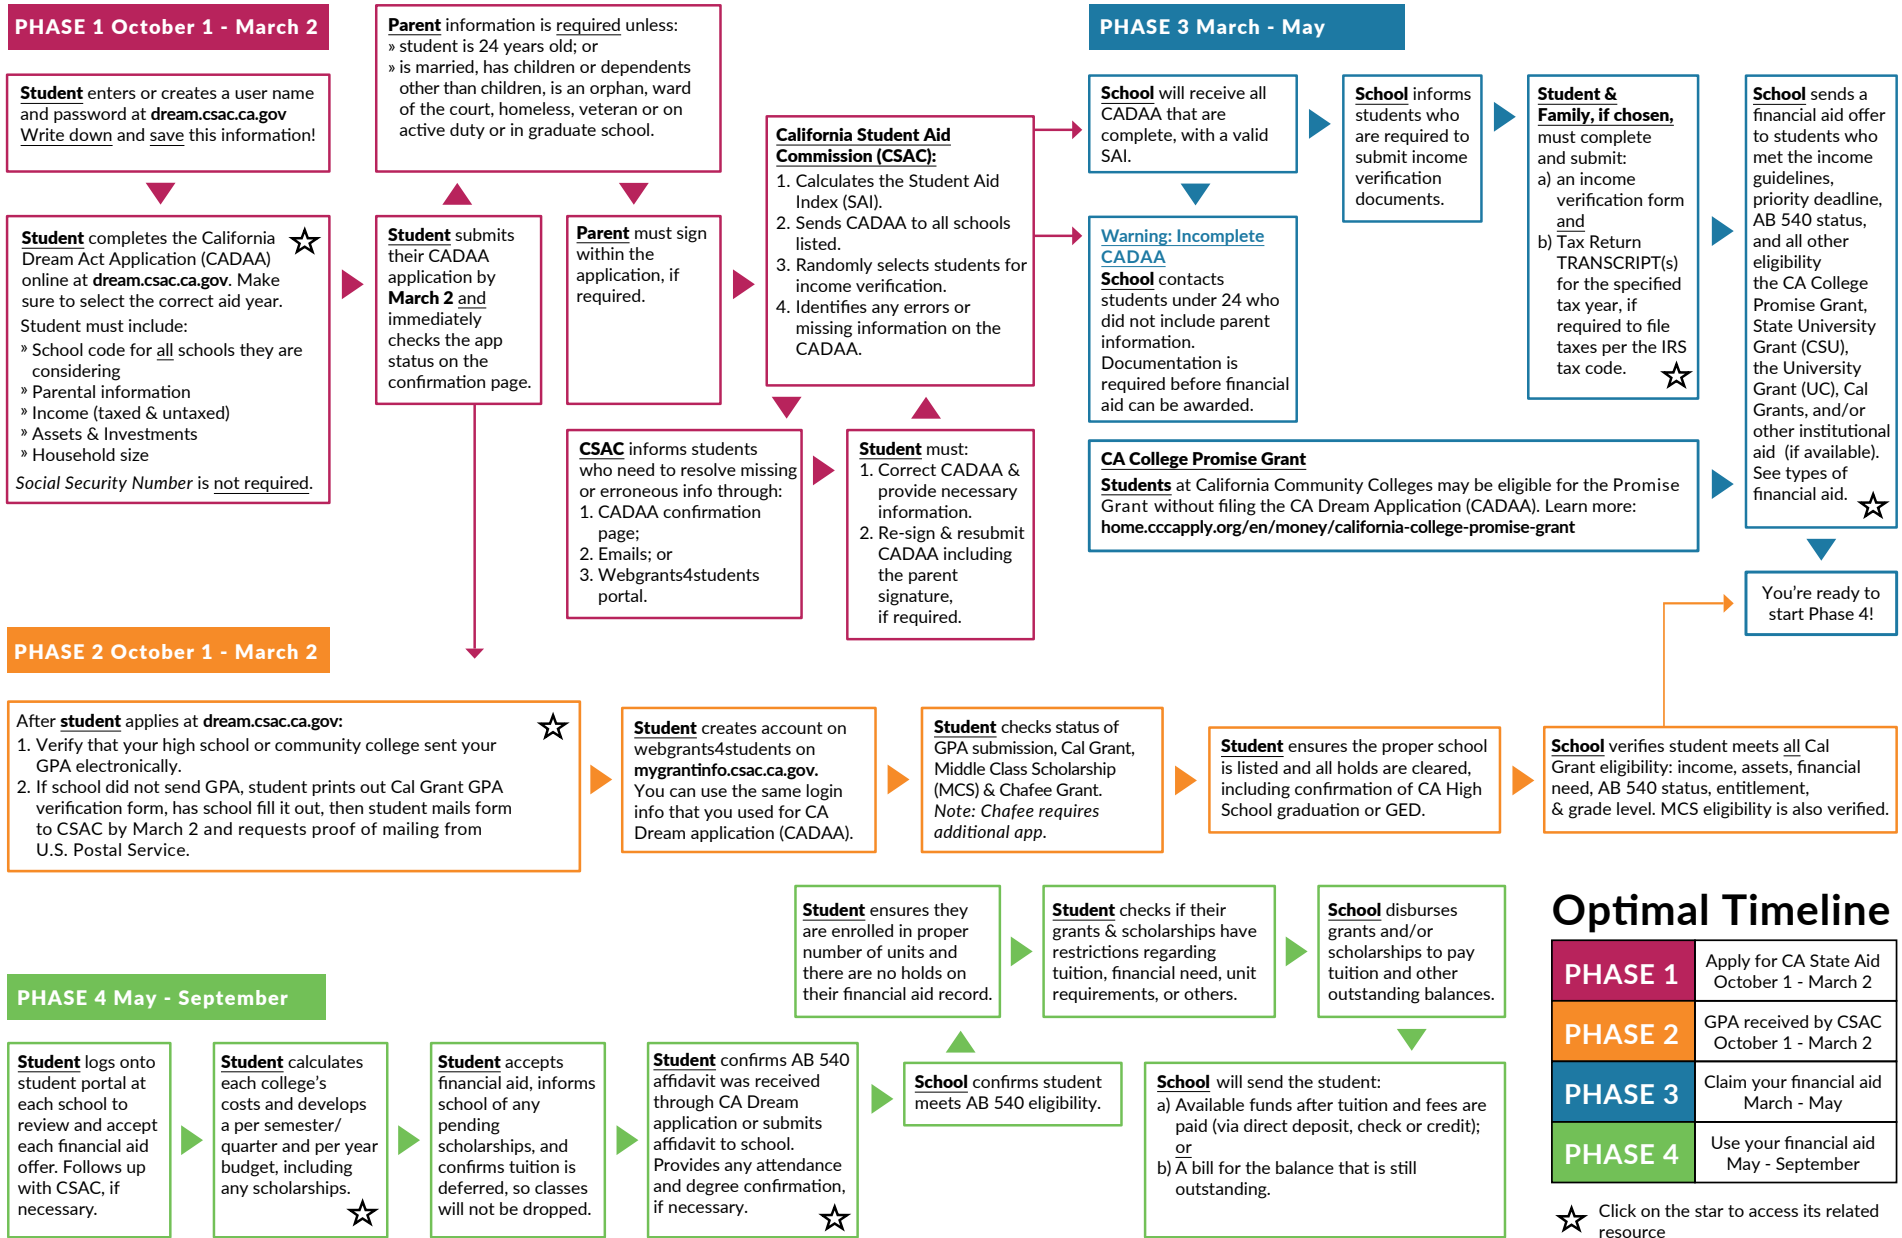 PHASE 1 October 1 - March 2
Student enters or creates a user name
and password at dream.csac.ca.gov
Write down and save this information!
Student completes the California
Dream Act Application (CADAA)
online at dream.csac.ca.gov. Make
sure to select the correct aid year.
Student must include:
» School code for all schools they are
considering
» Parental information
» Income (taxed & untaxed)
» Assets & Investments
» Household size
Social Security Number is not required.
Student submits
their CADAA
application by
March 2 and
immediately
checks the app
status on the
confirmation page.
Parent information is required unless:
» student is 24 years old; or
» is married, has children or dependents
other than children, is an orphan, ward
of the court, homeless, veteran or on
active duty or in graduate school.
Parent must sign
within the
application, if
required.
California Student Aid
Commission (CSAC):
1. Calculates the Student Aid
Index (SAI).
2. Sends CADAA to all schools
listed.
3. Randomly selects students for
income verification.
4. Identifies any errors or
missing information on the
CADAA.
CSAC informs students
who need to resolve missing
or erroneous info through:
1. CADAA confirmation
page;
2. Emails; or
3. Webgrants4students
portal.
Student must:
1. Correct CADAA &
provide necessary
information.
2. Re-sign & resubmit
CADAA including
the parent
signature,
if required.
PHASE 3 March - May
School will receive all
CADAA that are
complete, with a valid
SAI.
Warning: Incomplete
CADAA
School contacts
students under 24 who
did not include parent
information.
Documentation is
required before financial
aid can be awarded.
School informs
students who
are required to
submit income
verification
documents.
Student &
Family, if chosen,
must complete
and submit:
a) an income
verification form
and
b) Tax Return
TRANSCRIPT(s)
for the specified
tax year, if
required to file
taxes per the IRS
tax code.
School sends a
financial aid offer
to students who
met the income
guidelines,
priority deadline,
AB 540 status,
and all other
eligibility
the CA College
Promise Grant,
State University
Grant (CSU),
the University
Grant (UC), Cal
Grants, and/or
other institutional
aid (if available).
See types of
financial aid.
CA College Promise Grant
Students at California Community Colleges may be eligible for the Promise
Grant without filing the CA Dream Application (CADAA). Learn more:
home.cccapply.org/en/money/california-college-promise-grant
You're ready to
start Phase 4!
PHASE 2 October 1 - March 2
After student applies at dream.csac.ca.gov:
1. Verify that your high school or community college sent your
GPA electronically.
2. If school did not send GPA, student prints out Cal Grant GPA
verification form, has school fill it out, then student mails form
to CSAC by March 2 and requests proof of mailing from
U.S. Postal Service.
Student creates account on
webgrants4students on
mygrantinfo.csac.ca.gov.
You can use the same login
info that you used for CA
Dream application (CADAA).
Student checks status of
GPA submission, Cal Grant,
Middle Class Scholarship
(MCS) & Chafee Grant.
Note: Chafee requires
additional app.
Student ensures the proper school
is listed and all holds are cleared,
including confirmation of CA High
School graduation or GED.
School verifies student meets all Cal
Grant eligibility: income, assets, financial
need, AB 540 status, entitlement,
& grade level. MCS eligibility is also verified.
PHASE 4 May - September
Student logs onto
student portal at
each school to
review and accept
each financial aid
offer. Follows up
with CSAC, if
necessary.
Student calculates
each college's
costs and develops
a per semester/
quarter and per year
budget, including
any scholarships.
Student accepts
financial aid, informs
school of any
pending
scholarships, and
confirms tuition is
deferred, so classes
will not be dropped.
Student confirms AB 540
affidavit was received
through CA Dream
application or submits
affidavit to school.
Provides any attendance
and degree confirmation,
if necessary.
School confirms student
meets AB 540 eligibility.
Student ensures they
are enrolled in proper
number of units and
there are no holds on
their financial aid record.
Student checks if their
grants & scholarships have
restrictions regarding
tuition, financial need, unit
requirements, or others.
School disburses
grants and/or
scholarships to pay
tuition and other
outstanding balances.
School will send the student:
a) Available funds after tuition and fees are
paid (via direct deposit, check or credit);
or
b) A bill for the balance that is still
outstanding.
Optimal Timeline
PHASE 1
Apply for CA State Aid
October 1 - March 2
PHASE 2
GPA received by CSAC
October 1 - March 2
PHASE 3
Claim your financial aid
March - May
PHASE 4
Use your financial aid
May - September
Click on the star to access its related
resource